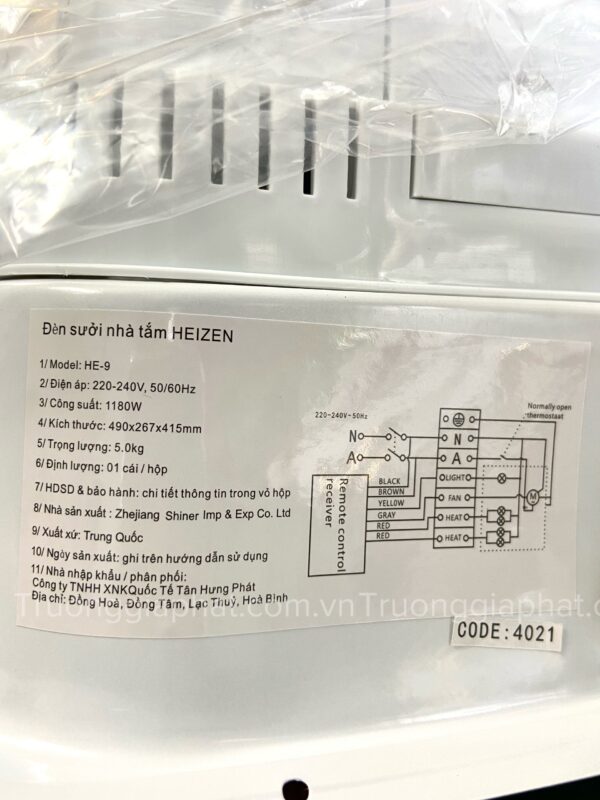 Đèn sưởi nhà tắm HEIZEN
1/ Model: HE-9
2/ Điện áp: 220-240V, 50/60Hz
3/ Công suất: 1180W
4/ Kích thước: 490x267x415mm
5/ Trọng lượng: 5.0kg
6/ Định lượng: 01 cái / hộp
7/ HDSD & bảo hành: chi tiết thông tin trong vỏ hộp
8/ Nhà sản xuất : Zhejiang Shiner Imp & Exp Co. Ltd
9/ Xuất xứ: Trung Quốc
10/ Ngày sản xuất: ghi trên hướng dẫn sử dụng
11/ Nhà nhập khẩu / phân phối:
Công ty TNHH XNKQuốc Tế Tân Hưng Phát
Địa chỉ: Đồng Hoà, Đồng Tâm, Lạc Thuỷ, Hoà Bình
220-240V-50Hz
N
A
Remote control
receiver
BLACK
BROWN
YELLOW
GRAY
RED
RED
N
A
LIGHT
FAN
HEAT
HEAT
M
Normally open
thermostaat
CODE: 4021
Truonggiaphat.com.vn
Truonggiaphat.co